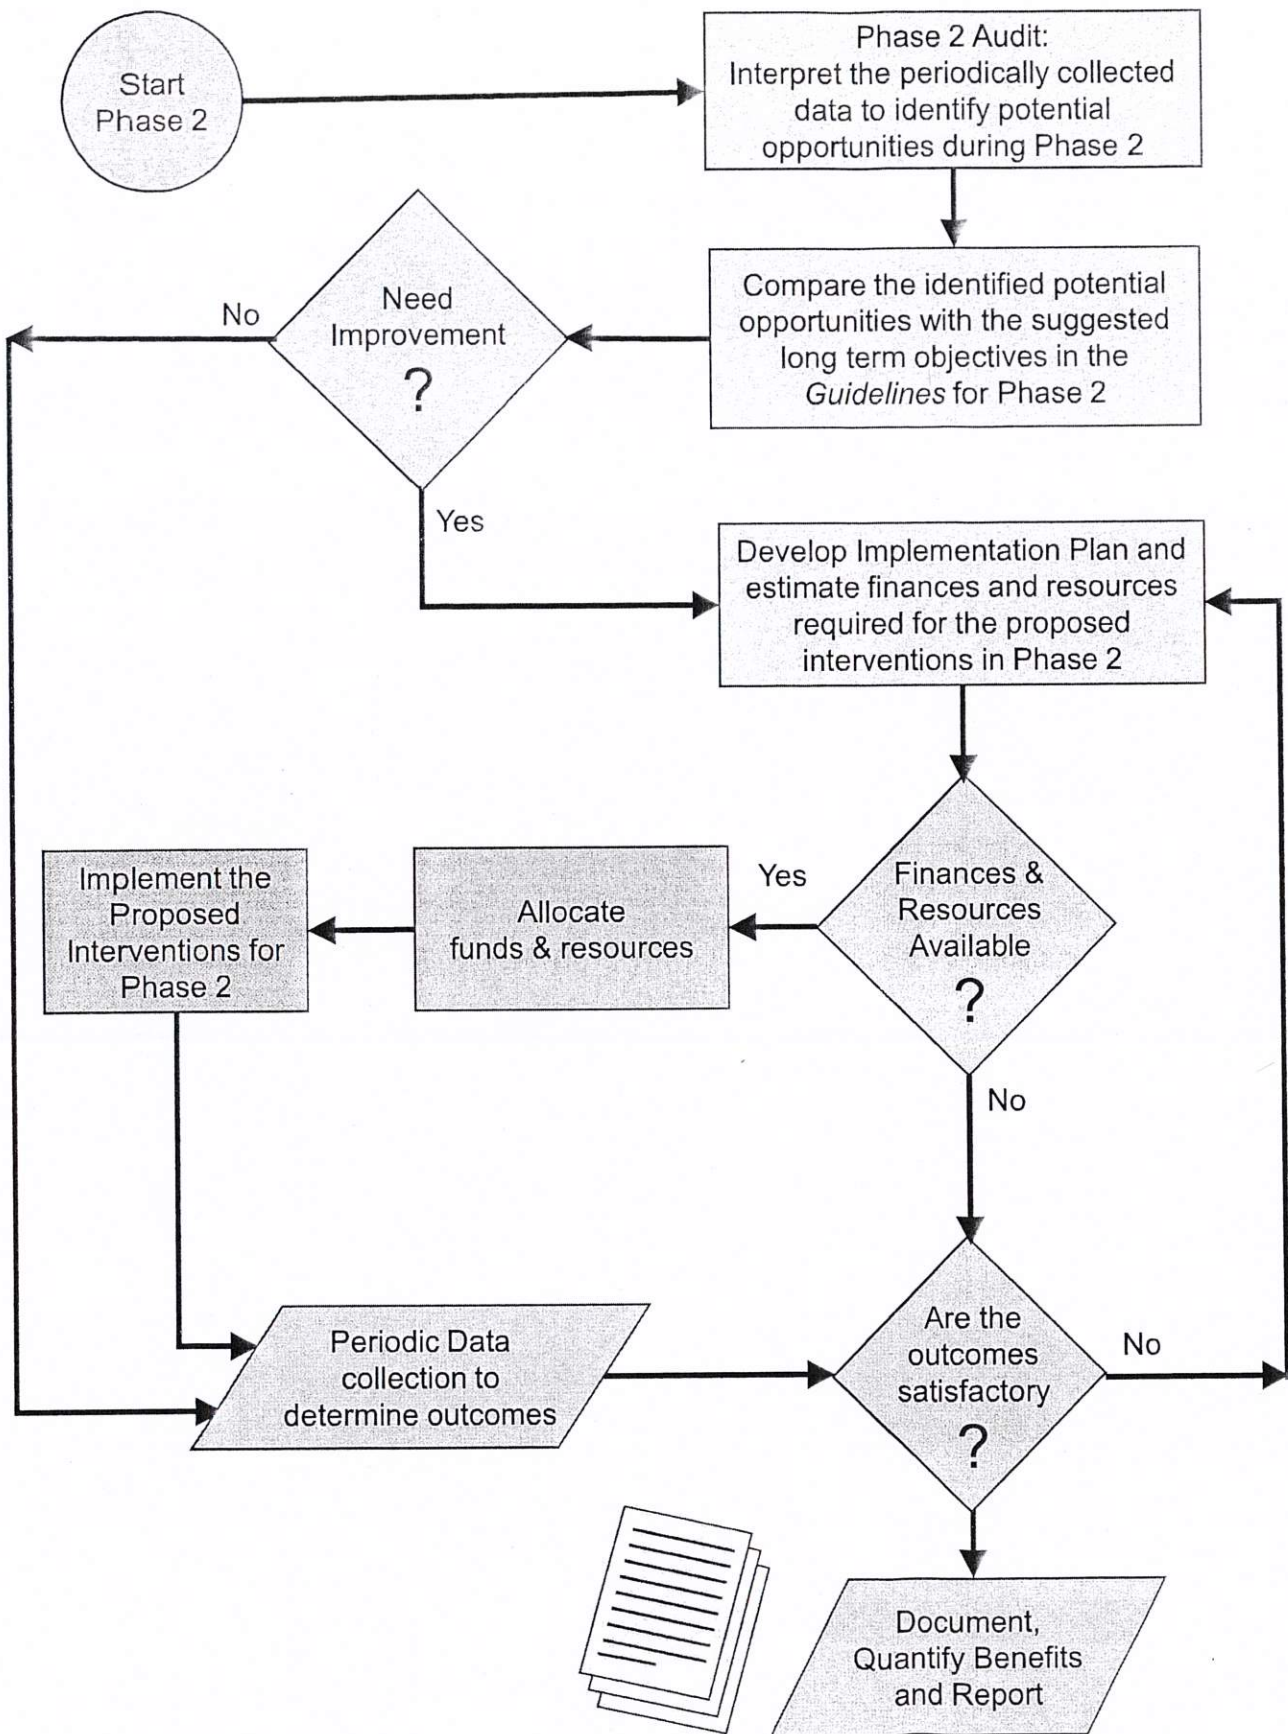 Start
Phase 2
Phase 2 Audit:
Interpret the periodically collected
data to identify potential
opportunities during Phase 2
Compare the identified potential
opportunities with the suggested
long term objectives in the
Guidelines for Phase 2
Need
Improvement
?
No
Yes
Develop Implementation Plan and
estimate finances and resources
required for the proposed
interventions in Phase 2
Finances &
Resources
Available
?
Yes
Allocate
funds & resources
Implement the
Proposed
Interventions for
Phase 2
No
Periodic Data
collection to
determine outcomes
Are the
outcomes
satisfactory
?
No
Document,
Quantify Benefits
and Report